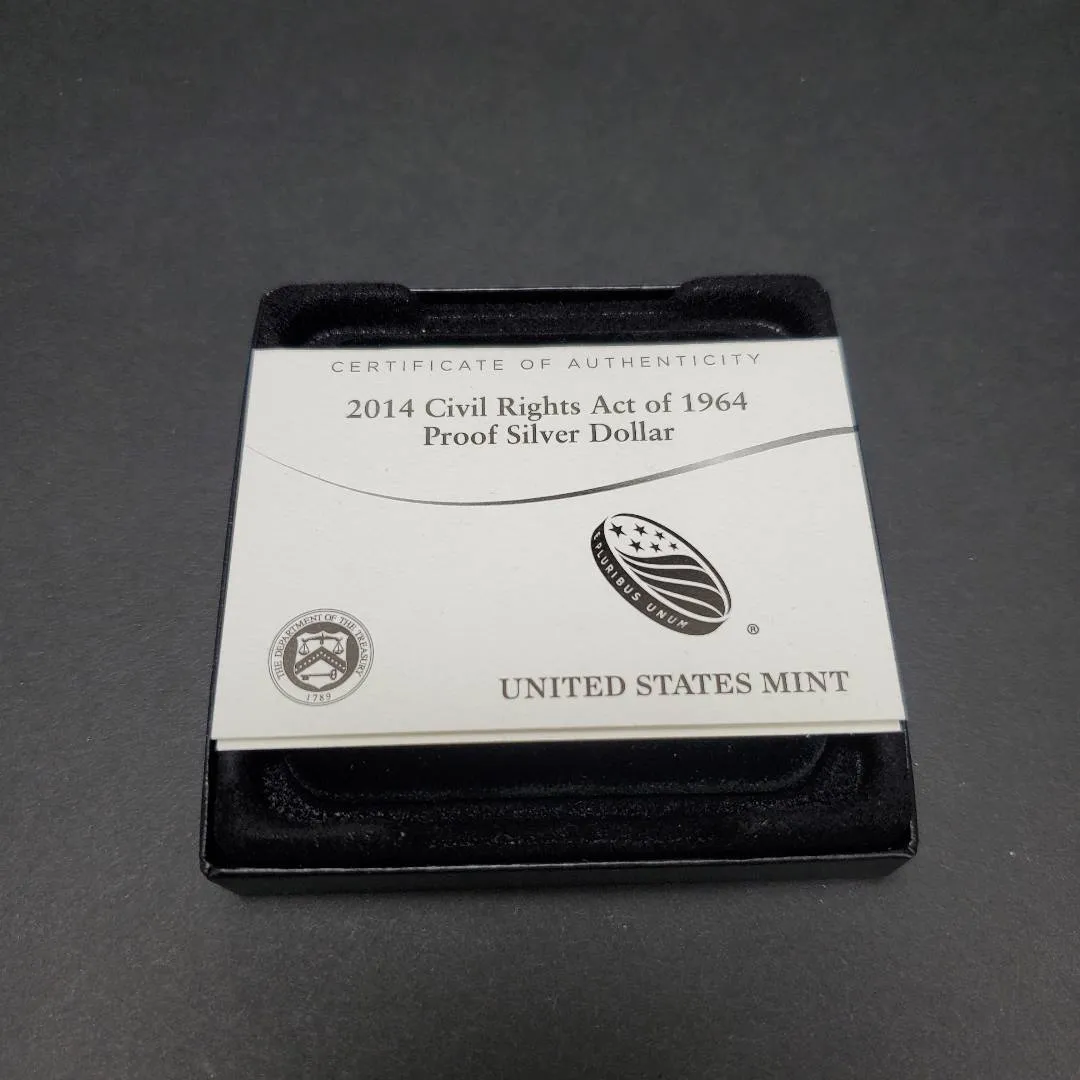 CERTIFICATE OF AUTHENTICITY
2014 Civil Rights Act of 1964
Proof Silver Dollar
E PLURIBUS UNUM
®
THE DEPARTMENT OF THE TREASURY
1789
UNITED STATES MINT